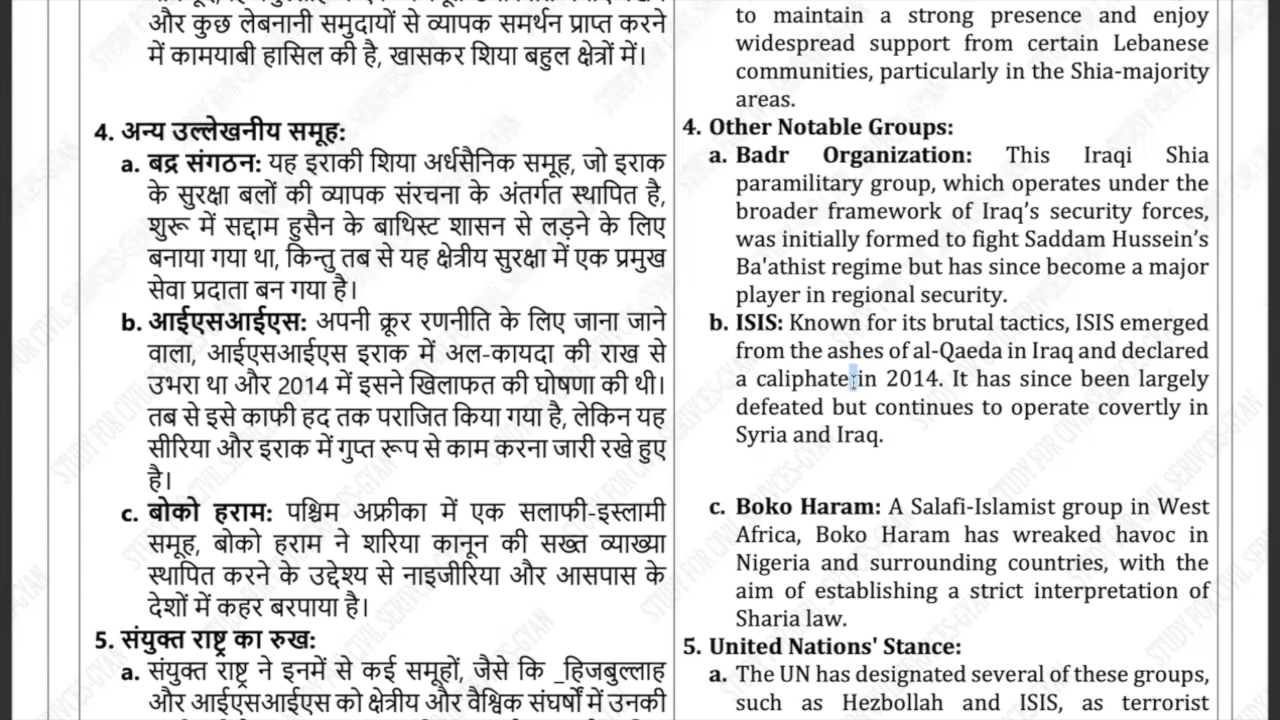 और कुछ लेबनानी समुदायों से व्यापक समर्थन प्राप्त करने
में कामयाबी हासिल की है, खासकर शिया बहुल क्षेत्रों में।
4. अन्य उल्लेखनीय समूह:
a. बद्र संगठन: यह इराकी शिया अर्धसैनिक समूह, जो इराक
के सुरक्षा बलों की व्यापक संरचना के अंतर्गत स्थापित है,
शुरू में सद्दाम हुसैन के बाथिस्ट शासन से लड़ने के लिए
बनाया गया था, किन्तु तब से यह क्षेत्रीय सुरक्षा में एक प्रमुख
सेवा प्रदाता बन गया है।
b. आईएसआईएस: अपनी क्रूर रणनीति के लिए जाना जाने
वाला, आईएसआईएस इराक में अल-कायदा की राख से
उभरा था और 2014 में इसने खिलाफत की घोषणा की थी।
तब से इसे काफी हद तक पराजित किया गया है, लेकिन यह
सीरिया और इराक में गुप्त रूप से काम करना जारी रखे हुए
है।
c. बोको हराम: पश्चिम अफ्रीका में एक सलाफी-इस्लामी
समूह, बोको हराम ने शरिया कानून की सख्त व्याख्या
स्थापित करने के उद्देश्य से नाइजीरिया और आसपास के
देशों में कहर बरपाया है।
5. संयुक्त राष्ट्र का रुख:
a. संयुक्त राष्ट्र ने इनमें से कई समूहों, जैसे कि _हिजबुल्लाह
और आईएसआईएस को क्षेत्रीय और वैश्विक संघर्षों में उनकी
to maintain a strong presence and enjoy
widespread support from certain Lebanese
communities, particularly in the Shia-majority
areas.
4. Other Notable Groups:
a. Badr Organization: This Iraqi Shia
paramilitary group, which operates under the
broader framework of Iraq's security forces,
was initially formed to fight Saddam Hussein's
Ba'athist regime but has since become a major
player in regional security.
b. ISIS: Known for its brutal tactics, ISIS emerged
from the ashes of al-Qaeda in Iraq and declared
a caliphate in 2014. It has since been largely
defeated but continues to operate covertly in
Syria and Iraq.
c. Boko Haram: A Salafi-Islamist group in West
Africa, Boko Haram has wreaked havoc in
Nigeria and surrounding countries, with the
aim of establishing a strict interpretation of
Sharia law.
5. United Nations' Stance:
a. The UN has designated several of these groups,
such as Hezbollah and ISIS, as terrorist